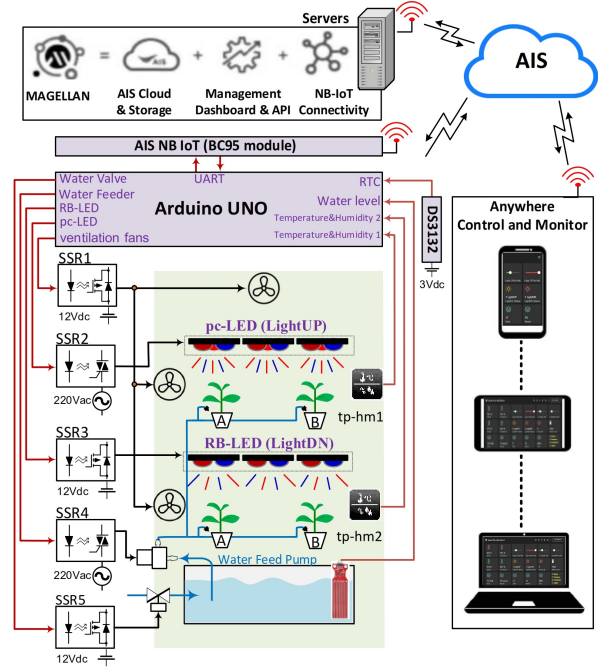 Servers
MAGELLAN
=
AIS
AIS Cloud
& Storage
+
Management
Dashboard & API
+
NB-IoT
Connectivity
AIS
AIS NB IoT (BC95 module)
Water Valve
UART
RTC
Water Feeder
Water level
RB-LED
Arduino UNO
Temperature&Humidity 2
pc-LED
Temperature&Humidity 1
ventilation fans
DS3132
3Vdc
Anywhere
Control and Monitor
SSR1
12Vdc
pc-LED (LightUP)
SSR2
220Vac
A
B
tp-hm1
SSR3
RB-LED (LightDN)
12Vdc
SSR4
A
B
tp-hm2
Water Feed Pump
220Vac
SSR5
12Vdc